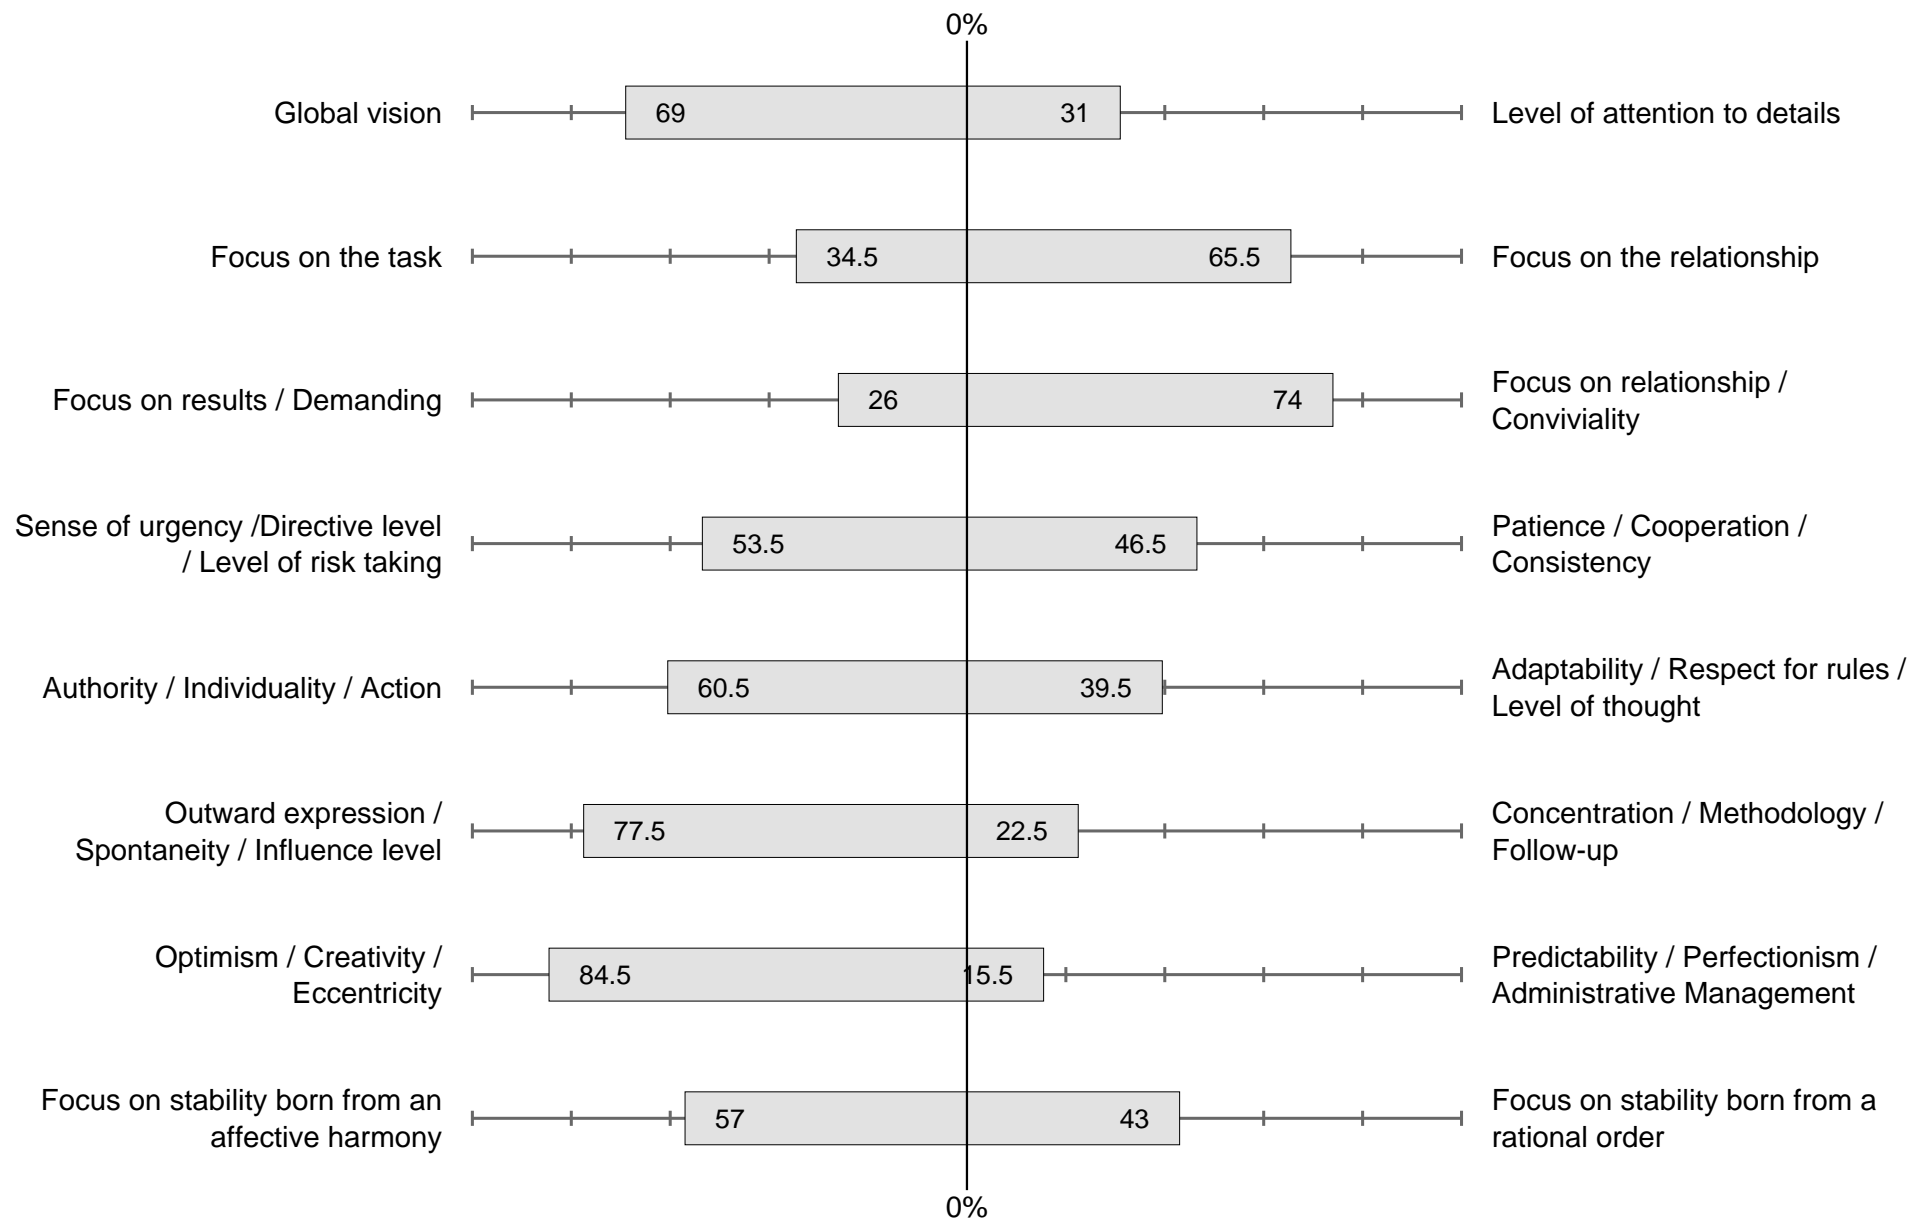 0%
Global vision
69
31
Level of attention to details
Focus on the task
34.5
65.5
Focus on the relationship
Focus on results / Demanding
26
74
Focus on relationship /
Conviviality
Sense of urgency /Directive level
/ Level of risk taking
53.5
46.5
Patience / Cooperation /
Consistency
Authority / Individuality / Action
60.5
39.5
Adaptability / Respect for rules /
Level of thought
Outward expression /
Spontaneity / Influence level
77.5
22.5
Concentration / Methodology /
Follow-up
Optimism / Creativity /
Eccentricity
84.5
15.5
Predictability / Perfectionism /
Administrative Management
Focus on stability born from an
affective harmony
57
43
Focus on stability born from a
rational order
0%